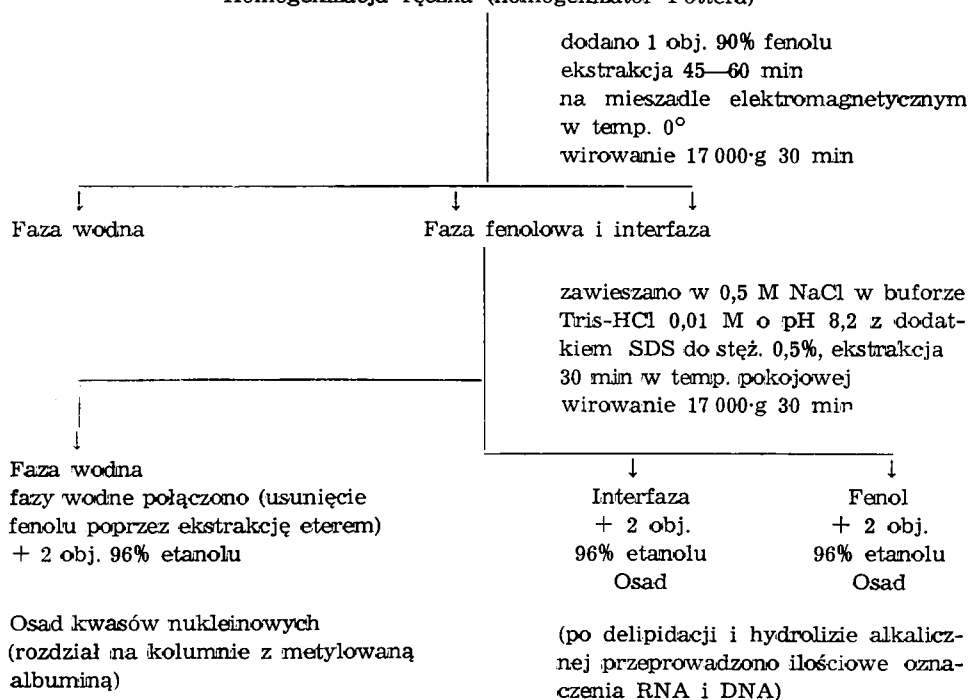 Homogenizacja ręczna (homogenizator Pottera)
dodano 1 obj. 90% fenolu
ekstrakcja 45—60 min
na mieszadle elektromagnetycznym
w temp. 0°
wirowanie 17 000·g 30 min
Faza wodna
Faza fenolowa i interfaza
zawieszano w 0,5 M NaCl w buforze
Tris-HCl 0,01 M o pH 8,2 z dodat-
kiem SDS do stęż. 0,5%, ekstrakcja
30 min w temp. pokojowej
wirowanie 17 000·g 30 min
Faza wodna
fazy wodne połączono (usunięcie
fenolu poprzez ekstrakcję eterem)
+ 2 obj. 96% etanolu
Interfaza
+ 2 obj.
96% etanolu
Osad
Fenol
+ 2 obj.
96% etanolu
Osad
Osad kwasów nukleinowych
(rozdział na kolumnie z metylowaną
albuminą)
(po delipidacji i hydrolizie alkalicz-
nej przeprowadzono ilościowe ozna-
czenia RNA i DNA)